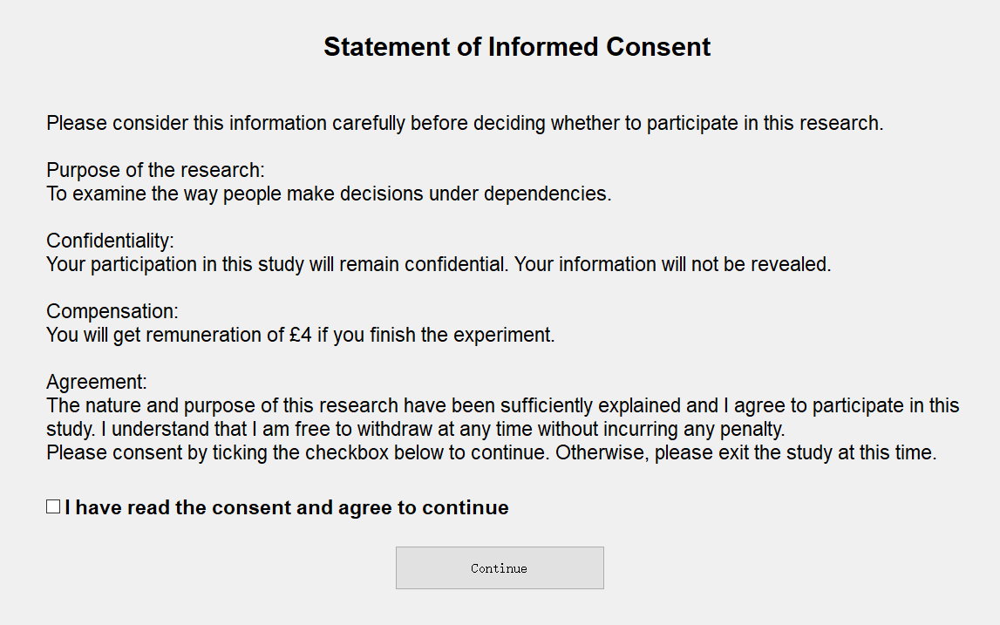 Statement of Informed Consent
Please consider this information carefully before deciding whether to participate in this research.
Purpose of the research:
To examine the way people make decisions under dependencies.
Confidentiality:
Your participation in this study will remain confidential. Your information will not be revealed.
Compensation:
You will get remuneration of £4 if you finish the experiment.
Agreement:
The nature and purpose of this research have been sufficiently explained and I agree to participate in this
study. I understand that I am free to withdraw at any time without incurring any penalty.
Please consent by ticking the checkbox below to continue. Otherwise, please exit the study at this time.
I have read the consent and agree to continue
Continue